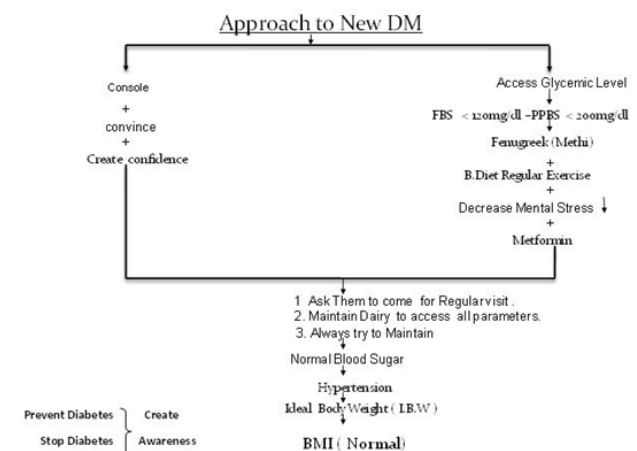 Approach to New DM
Console
+
convince
+
Create confidence
Access Glycemic Level
FBS < 120mg/dl -PPBS < 200mg/dl
Fenugreek (Methi)
+
B.Diet Regular Exercise
+
Decrease Mental Stress ↓
+
Metformin
1 Ask Them to come for Regularvisit .
2. Maintain Dairy to access all parameters.
3. Always try to Maintain
Normal Blood Sugar
Hypertension
Ideal Body Weight ( I.B.W )
BMI ( Normal)
Prevent Diabetes } Create
Stop Diabetes Awareness